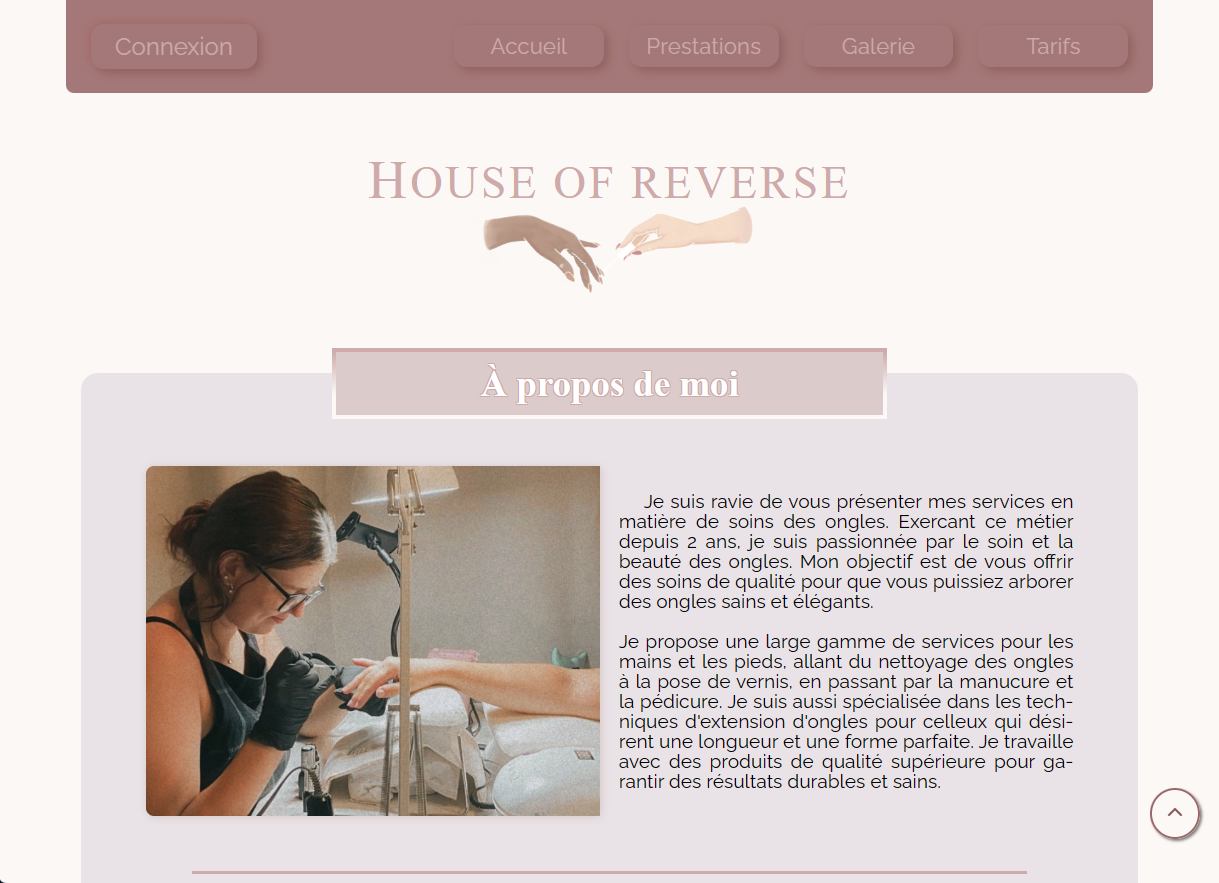 Connexion
Accueil
Prestations
Galerie
Tarifs
House of reverse
À propos de moi
Je suis ravie de vous présenter mes services en
matière de soins des ongles. Exercant ce métier
depuis 2 ans, je suis passionnée par le soin et la
beauté des ongles. Mon objectif est de vous offrir
des soins de qualité pour que vous puissiez arborer
des ongles sains et élégants.
Je propose une large gamme de services pour les
mains et les pieds, allant du nettoyage des ongles
à la pose de vernis, en passant par la manucure et
la pédicure. Je suis aussi spécialisée dans les tech-
niques d'extension d'ongles pour celleux qui dési-
rent une longueur et une forme parfaite. Je travaille
avec des produits de qualité supérieure pour ga-
rantir des résultats durables et sains.